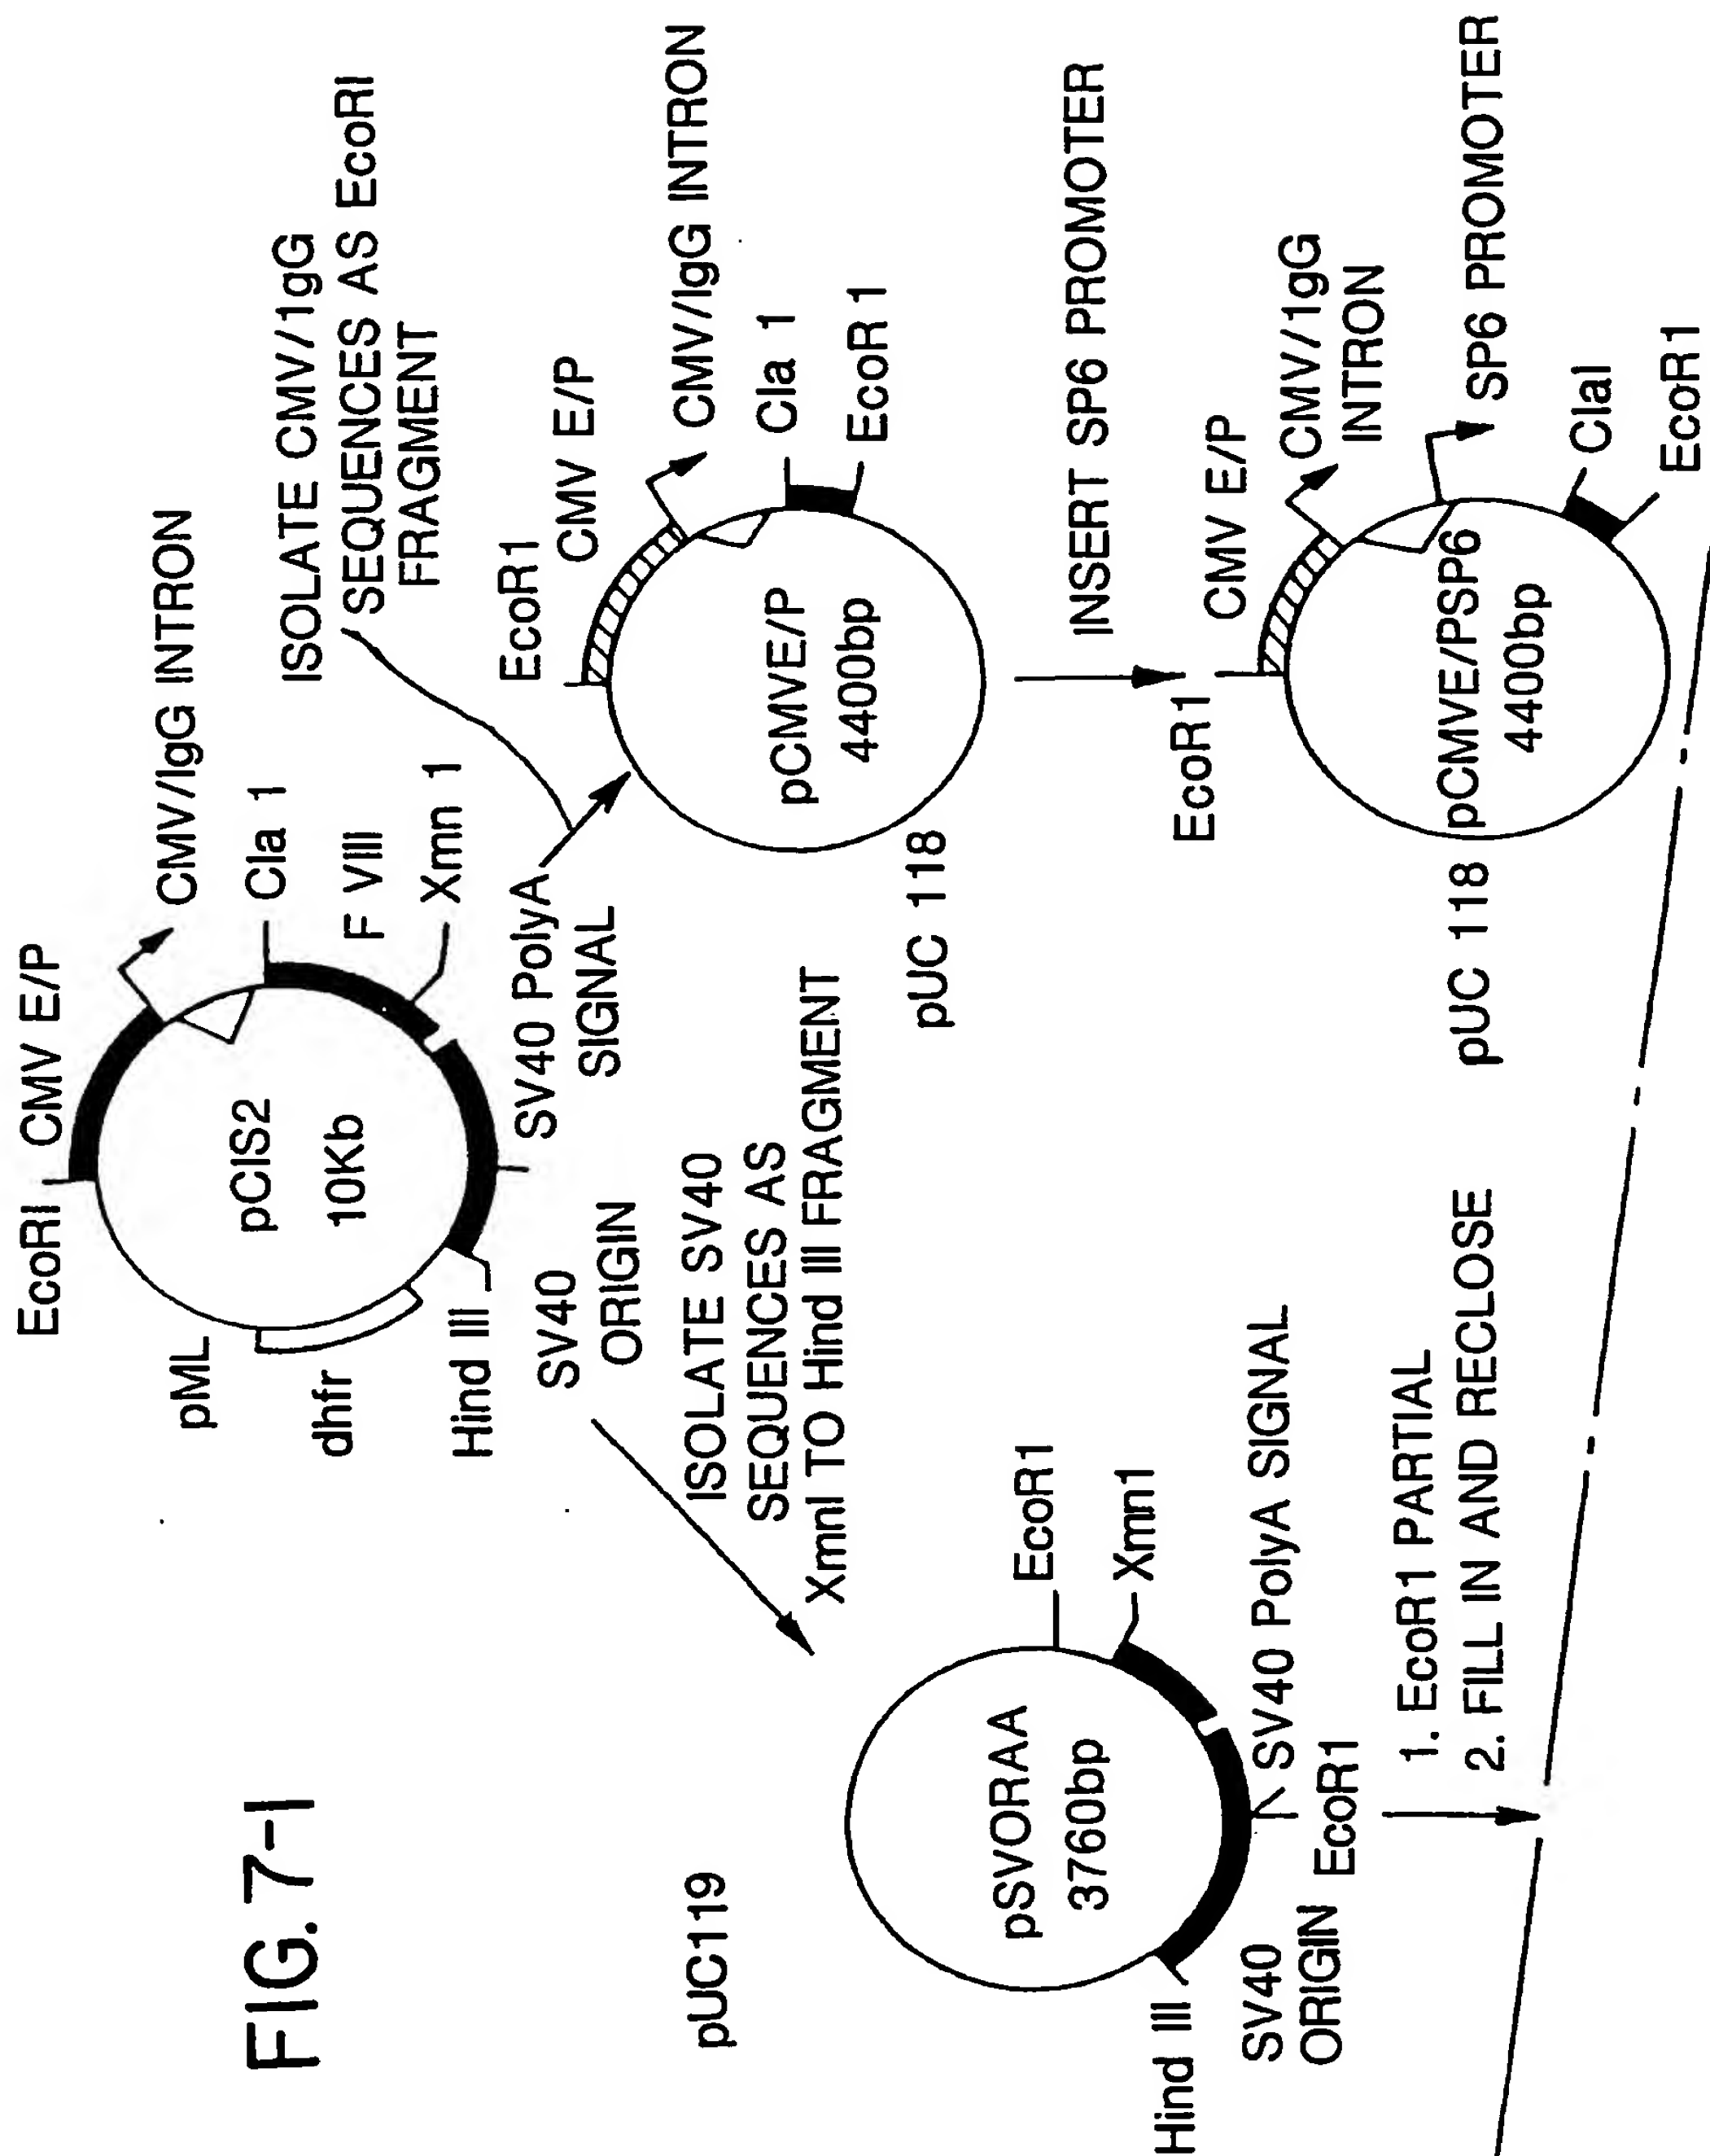 FIG. 7-1
EcoRI
CMV E/P
CMV/IgG INTRON
Cla 1
F VIII
Xmn 1
pML
pCIS2
10Kb
dhfr
Hind III
SV40
ORIGIN
SV40 PolyA
SIGNAL
ISOLATE CMV/1gG
SEQUENCES AS EcoRI
FRAGMENT
ISOLATE SV40
SEQUENCES AS
XmnI TO Hind III FRAGMENT
pUC119
pSVORAA
3760bp
EcoR1
Xmn1
SV40 PolyA SIGNAL
EcoR1
Hind III
SV40
ORIGIN
1. EcoR1 PARTIAL
2. FILL IN AND RECLOSE
EcoR1
CMV E/P
CMV/IgG INTRON
Cla 1
EcoR 1
pCMVE/P
4400bp
pUC 118
INSERT SP6 PROMOTER
EcoR1
CMV E/P
CMV/1gG
INTRON
SP6 PROMOTER
ClaI
EcoR1
pCMVE/PSP6
4400bp
pUC 118